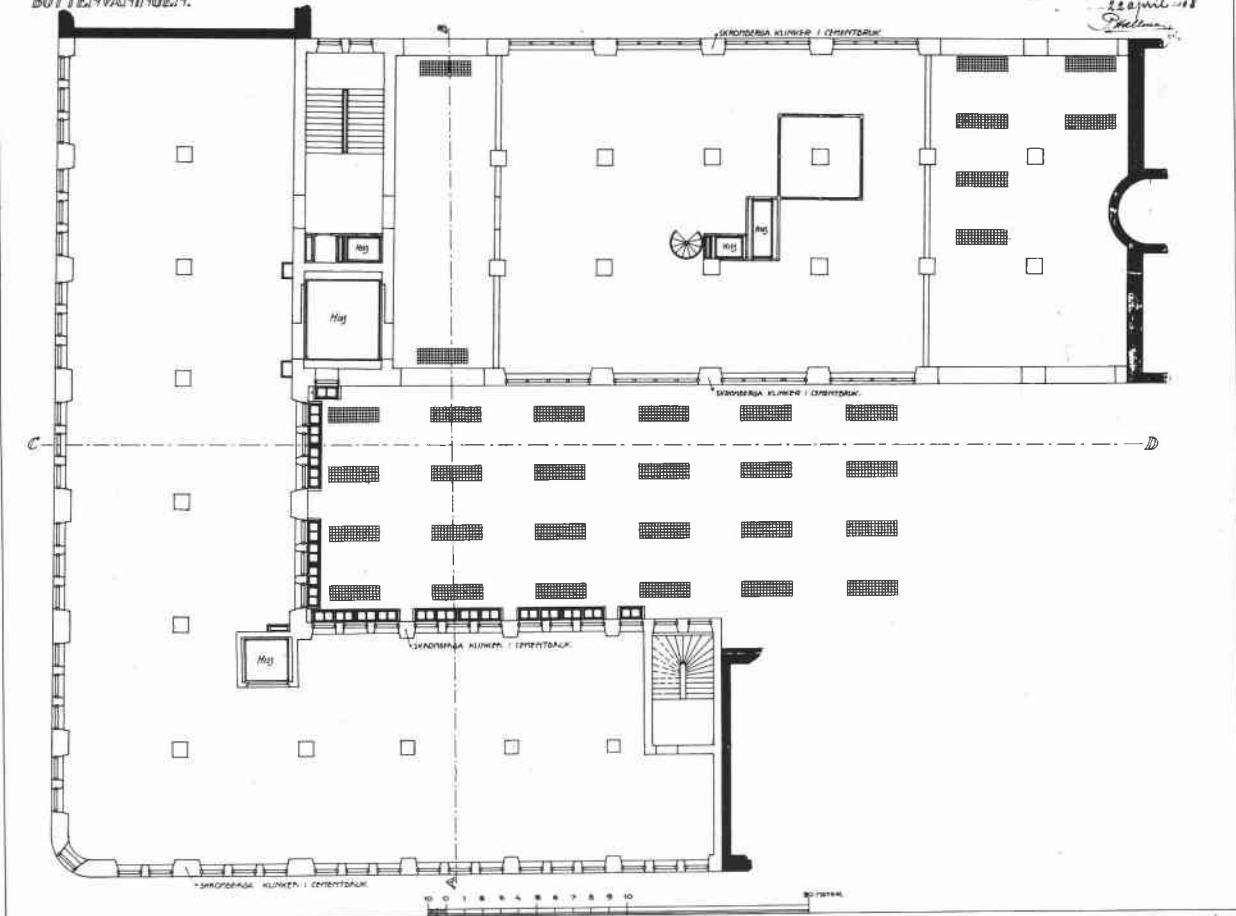 BOTTENVÅNINGEN.
22 april
B
SKROMBERGA KLINKER I CEMENTBRUK
Hiss
Hiss
Hiss
Hiss
SKROMBERGA KLINKER I CEMENTBRUK.
C
D
SKROMBERGA KLINKER I CEMENTBRUK
Hiss
SKROMBERGA KLINKER I CEMENTBRUK
A
10 0 1 2 3 4 5 6 7 8 9 10 20 METER.